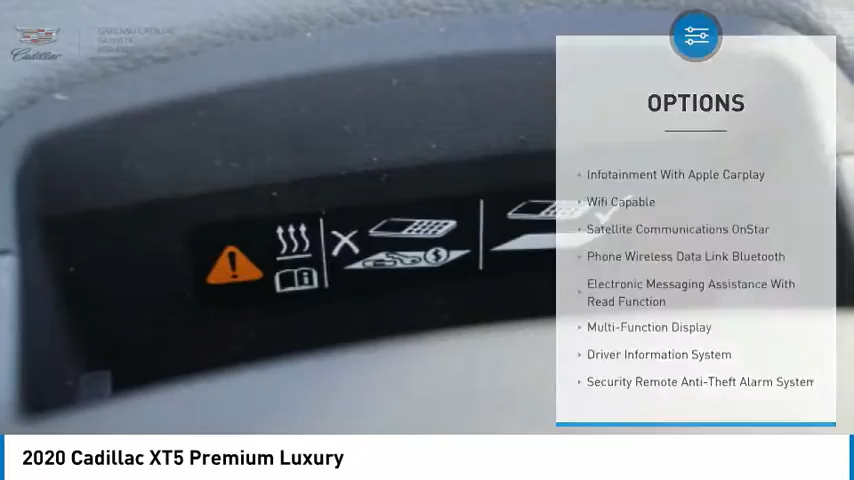 Cadillac
GARLAND CADILLAC
OPTIONS
Infotainment With Apple Carplay
Wifi Capable
Satellite Communications OnStar
Phone Wireless Data Link Bluetooth
Electronic Messaging Assistance With
Read Function
Multi-Function Display
Driver Information System
Security Remote Anti-Theft Alarm System
2020 Cadillac XT5 Premium Luxury